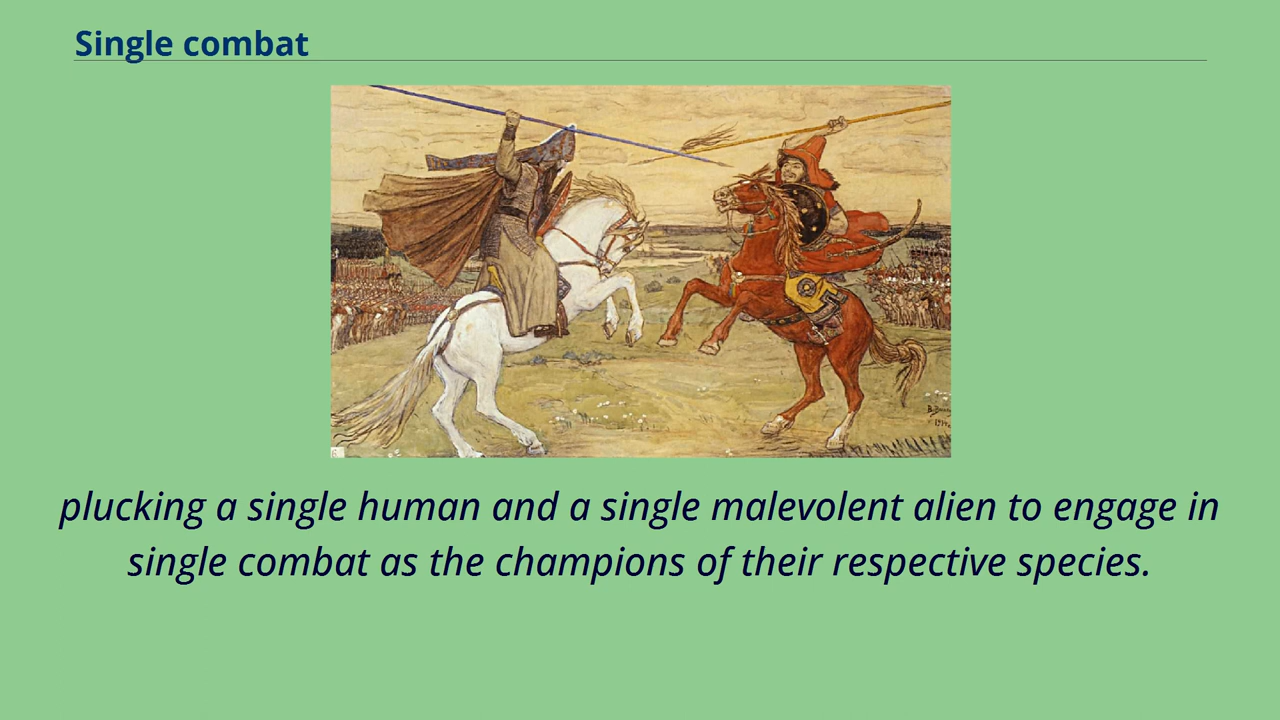 Single combat
plucking a single human and a single malevolent alien to engage in
single combat as the champions of their respective species.